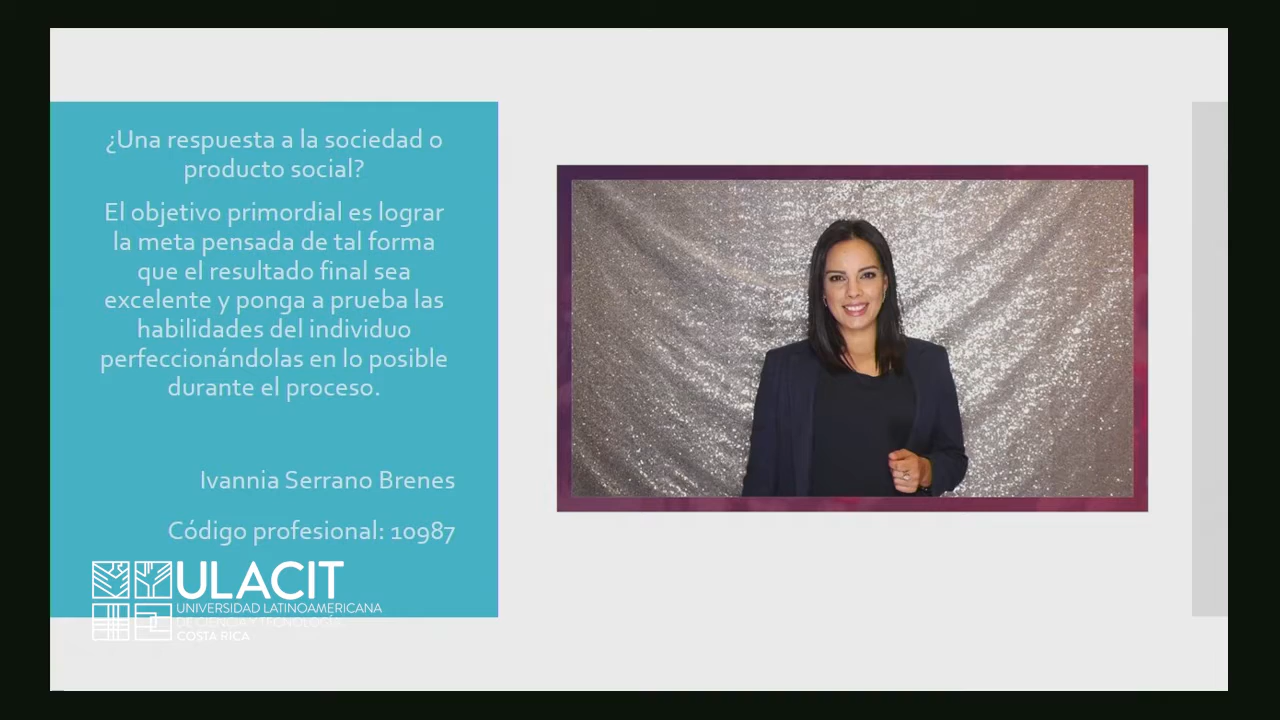 ¿Una respuesta a la sociedad o
producto social?
El objetivo primordial es lograr
la meta pensada de tal forma
que el resultado final sea
excelente y ponga a prueba las
habilidades del individuo
perfeccionándolas en lo posible
durante el proceso.
Ivannia Serrano Brenes
Código profesional: 10987
ULACIT
UNIVERSIDAD LATINOAMERICANA
DE CIENCIA Y TECNOLOGÍA
COSTA RICA